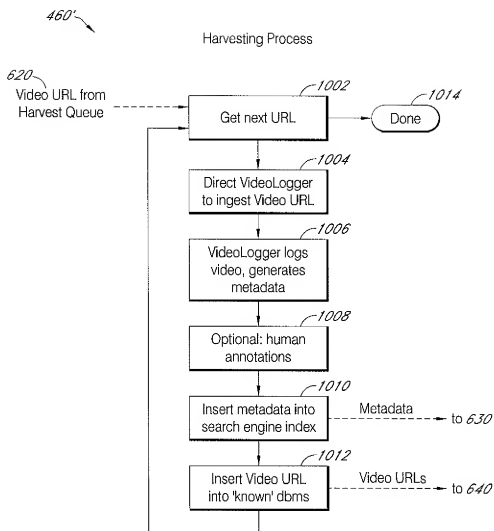 460'
Harvesting Process
620
Video URL from
Harvest Queue
1002
Get next URL
1014
Done
1004
Direct VideoLogger
to ingest Video URL
1006
VideoLogger logs
video, generates
metadata
1008
Optional: human
annotations
1010
Insert metadata into
search engine index
Metadata
to 630
1012
Insert Video URL
into 'known' dbms
Video URLs
to 640